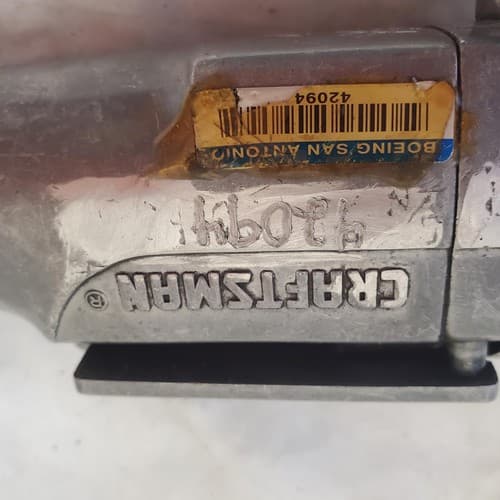 CRAFTSMAN®
42094
BOEING SAN ANTONIO
42094